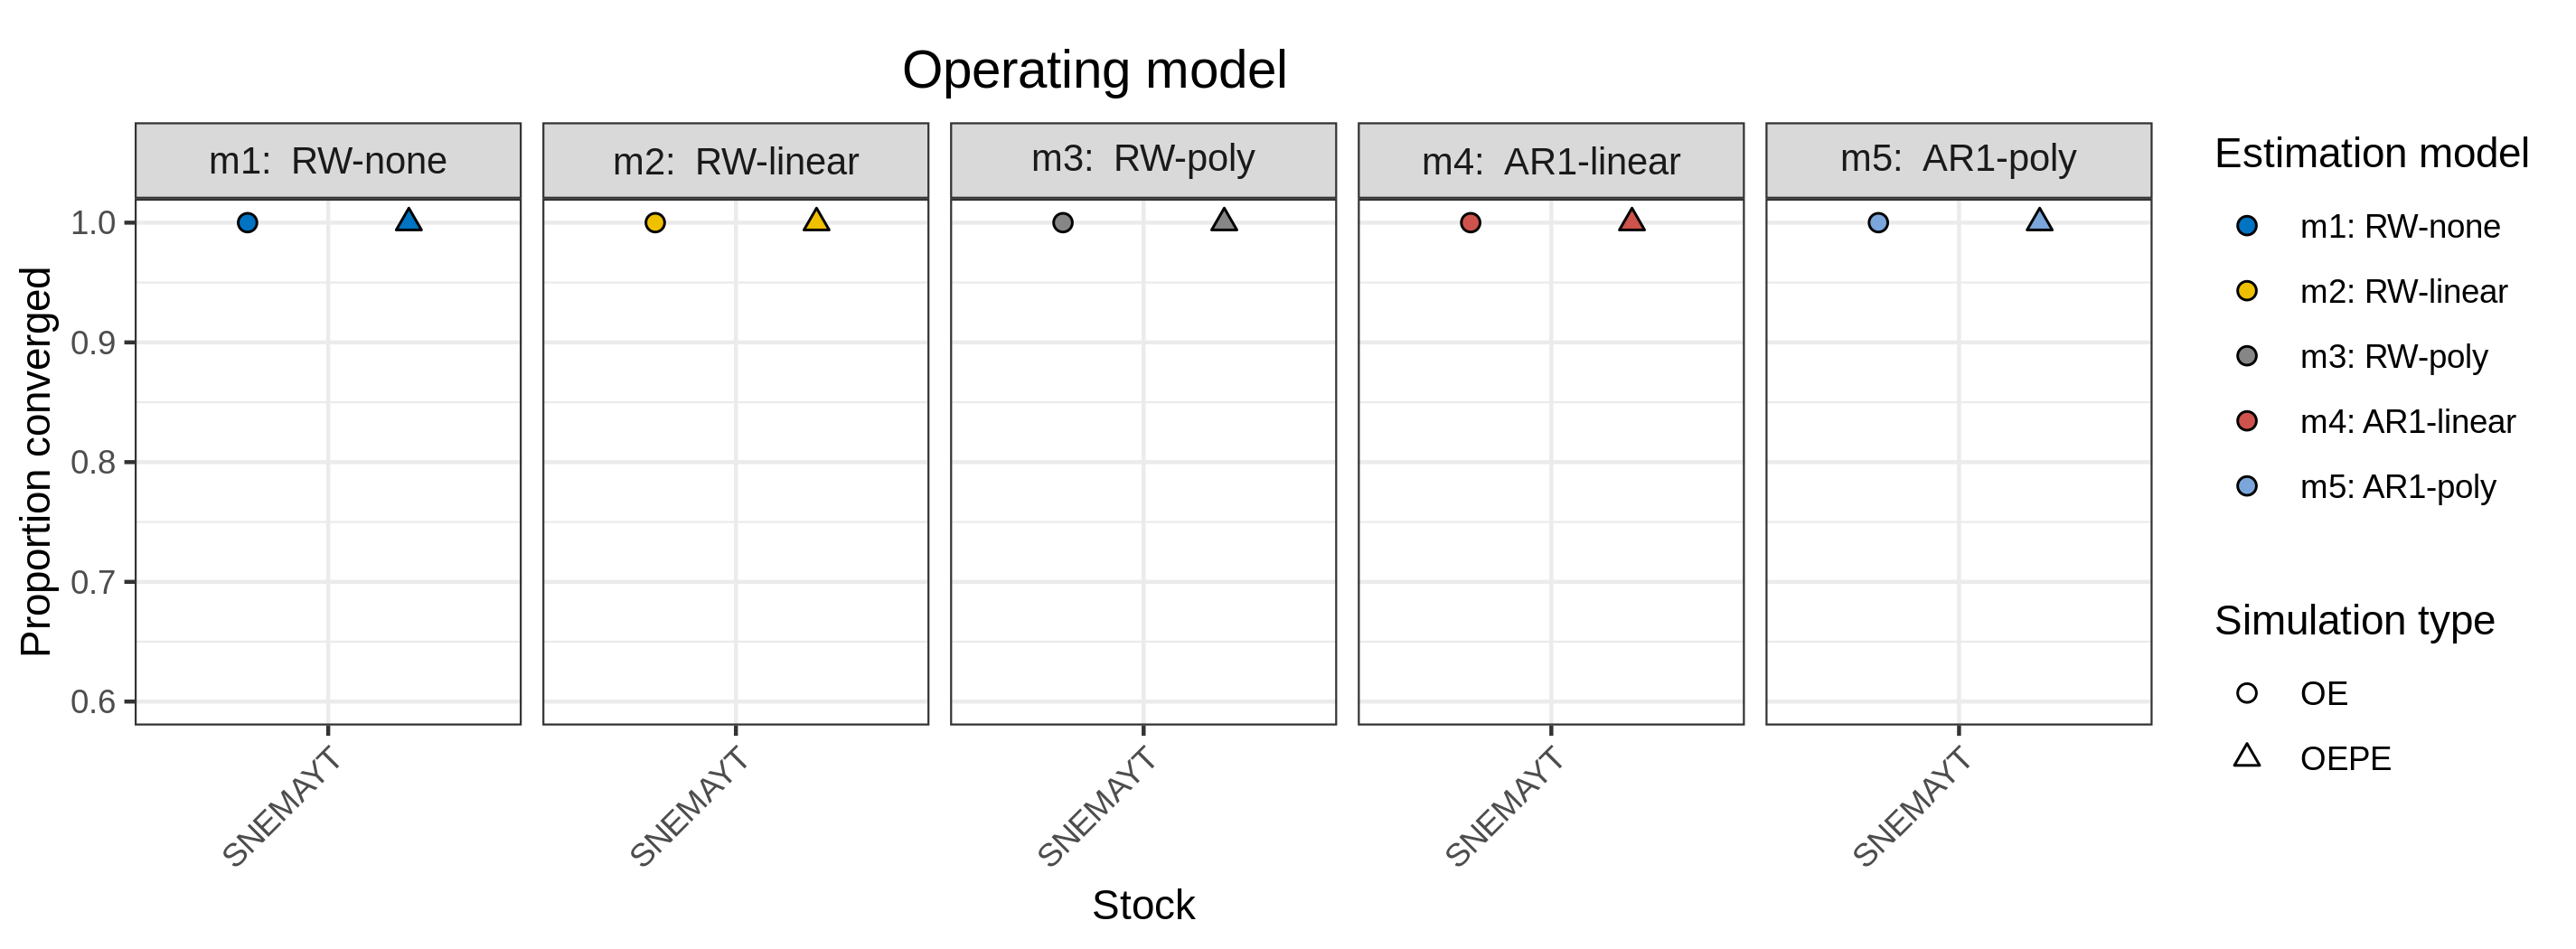 Operating model
m1: RW-none
m2: RW-linear
m3: RW-poly
m4: AR1-linear
m5: AR1-poly
Proportion converged
1.0
0.9
0.8
0.7
0.6
SNEMAYT
SNEMAYT
SNEMAYT
SNEMAYT
SNEMAYT
Stock
Estimation model
m1: RW-none
m2: RW-linear
m3: RW-poly
m4: AR1-linear
m5: AR1-poly
Simulation type
OE
OEPE